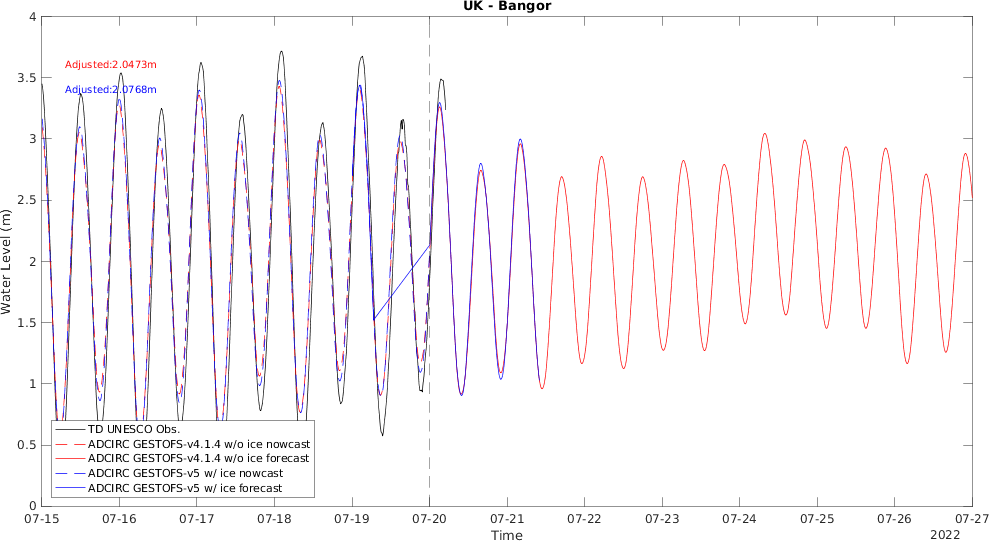 UK - Bangor
Adjusted:2.0473m
Adjusted:2.0768m
Water Level (m)
4
3.5
3
2.5
2
1.5
1
0.5
0
TD UNESCO Obs.
ADCIRC GESTOFS-v4.1.4 w/o ice nowcast
ADCIRC GESTOFS-v4.1.4 w/o ice forecast
ADCIRC GESTOFS-v5 w/ ice nowcast
ADCIRC GESTOFS-v5 w/ ice forecast
07-15 07-16 07-17 07-18 07-19 07-20 07-21 07-22 07-23 07-24 07-25 07-26 07-27
Time
2022